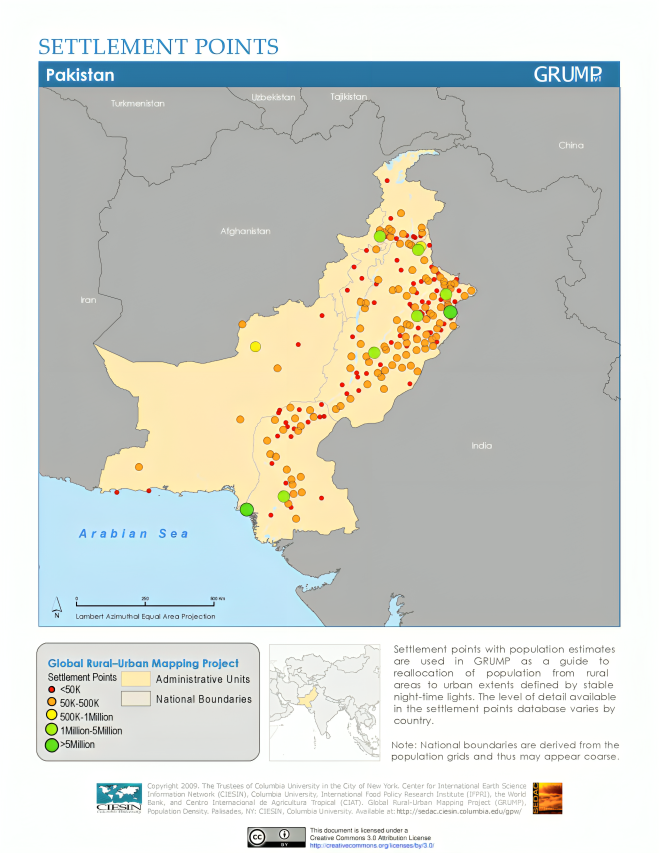 SETTLEMENT POINTS
Pakistan
GRUMP
Turkmenistan
Uzbekistan
Tajikistan
China
Afghanistan
Iran
India
Arabian Sea
0 250 500 Km
N
Lambert Azimuthal Equal Area Projection
Global Rural–Urban Mapping Project
Settlement Points
<50K
50K-500K
500K-1Million
1Million-5Million
>5Million
Administrative Units
National Boundaries
Settlement points with population estimates
are used in GRUMP as a guide to
reallocation of population from rural
areas to urban extents defined by stable
night-time lights. The level of detail available
in the settlement points database varies by
country.
Note: National boundaries are derived from the
population grids and thus may appear coarse.
CIESIN
Copyright 2009. The Trustees of Columbia University in the City of New York. Center for International Earth Science
Information Network (CIESIN), Columbia University, International Food Policy Research Institute (IFPRI), the World
Bank, and Centro Internacional de Agricultura Tropical (CIAT), Global Rural-Urban Mapping Project (GRUMP),
Population Density. Palisades, NY: CIESIN, Columbia University. Available at: http://sedac.ciesin.columbia.edu/gpw/
SEDAC
cc
BY
This document is licensed under a
Creative Commons 3.0 Attribution License
http://creativecommons.org/licenses/by/3.0/